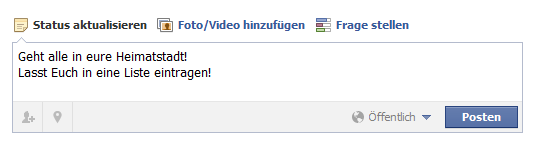 Status aktualisieren Foto/Video hinzufügen Frage stellen
Geht alle in eure Heimatstadt!
Lasst Euch in eine Liste eintragen!
Öffentlich Posten